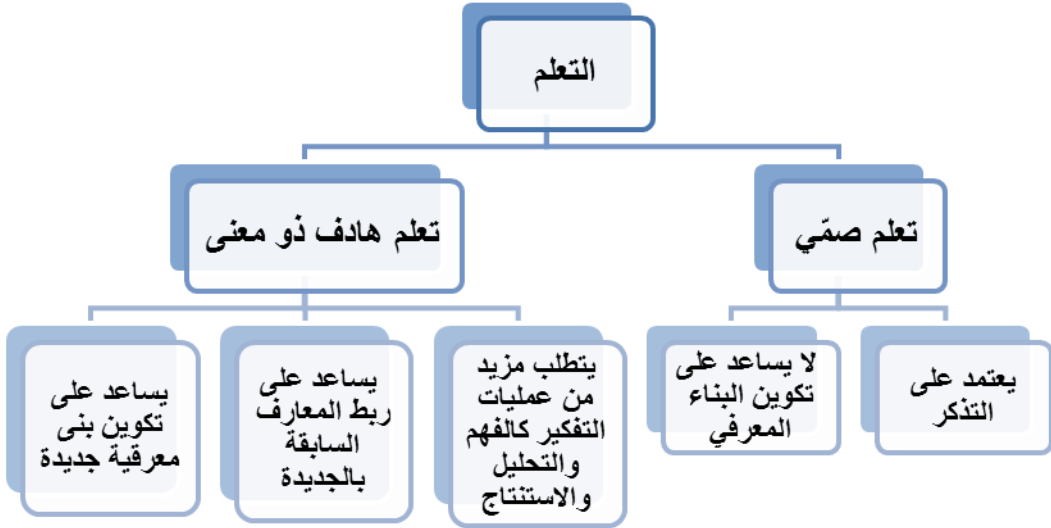 التعلم
تعلم صمّي
تعلم هادف ذو معنى
يعتمد على
التذكر
لا يساعد على
تكوين البناء
المعرفي
يتطلب مزيد
من عمليات
التفكير كالفهم
والتحليل
والاستنتاج
يساعد على
ربط المعارف
السابقة
بالجديدة
يساعد على
تكوين بنى
معرقية جديدة